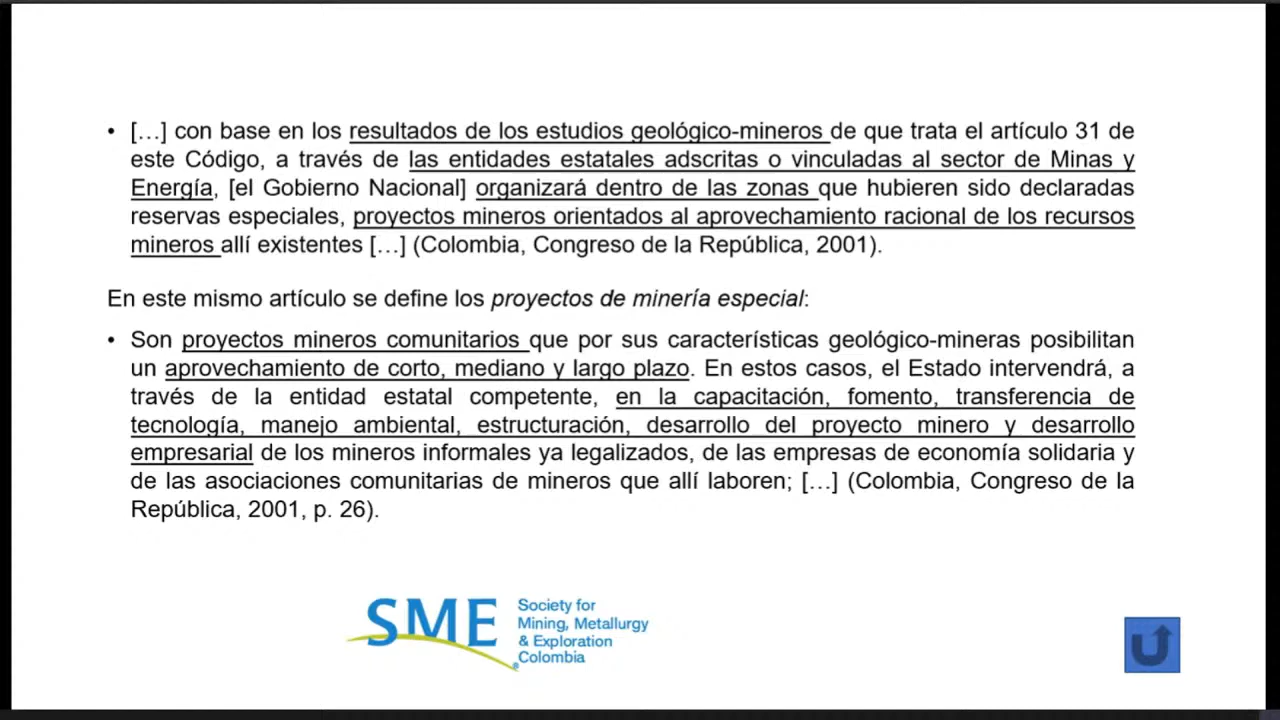 • […] con base en los resultados de los estudios geológico-mineros de que trata el artículo 31 de
este Código, a través de las entidades estatales adscritas o vinculadas al sector de Minas y
Energía, [el Gobierno Nacional] organizará dentro de las zonas que hubieren sido declaradas
reservas especiales, proyectos mineros orientados al aprovechamiento racional de los recursos
mineros allí existentes […] (Colombia, Congreso de la República, 2001).
En este mismo artículo se define los proyectos de minería especial:
• Son proyectos mineros comunitarios que por sus características geológico-mineras posibilitan
un aprovechamiento de corto, mediano y largo plazo. En estos casos, el Estado intervendrá, a
través de la entidad estatal competente, en la capacitación, fomento, transferencia de
tecnología, manejo ambiental, estructuración, desarrollo del proyecto minero y desarrollo
empresarial de los mineros informales ya legalizados, de las empresas de economía solidaria y
de las asociaciones comunitarias de mineros que allí laboren; […] (Colombia, Congreso de la
República, 2001, p. 26).
SME
Society for
Mining, Metallurgy
& Exploration
Colombia
®